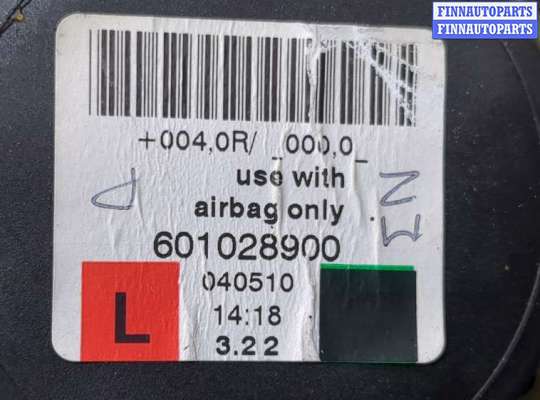 FINNAUTOPARTS
FINNAUTOPARTS
+004,0R/ _000,0_
use with
airbag only
601028900
040510
L
14:18
3.22